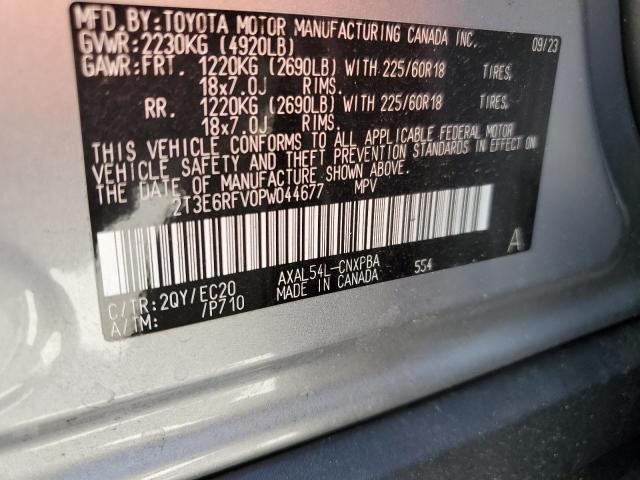 MFD.BY:TOYOTA MOTOR MANUFACTURING CANADA INC. 09/23
GVWR:2230KG (4920LB)
GAWR:FRT. 1220KG (2690LB) WITH 225/60R18 TIRES,
18x7.0J RIMS.
RR. 1220KG (2690LB) WITH 225/60R18 TIRES,
18x7.0J RIMS.
THIS VEHICLE CONFORMS TO ALL APPLICABLE FEDERAL MOTOR
VEHICLE SAFETY AND THEFT PREVENTION STANDARDS IN EFFECT ON
THE DATE OF MANUFACTURE SHOWN ABOVE.
2T3E6RFV0PW044677 MPV
A
C/TR:2QY/EC20 AXAL54L-CNXPBA 554
A/TM: /P710 MADE IN CANADA